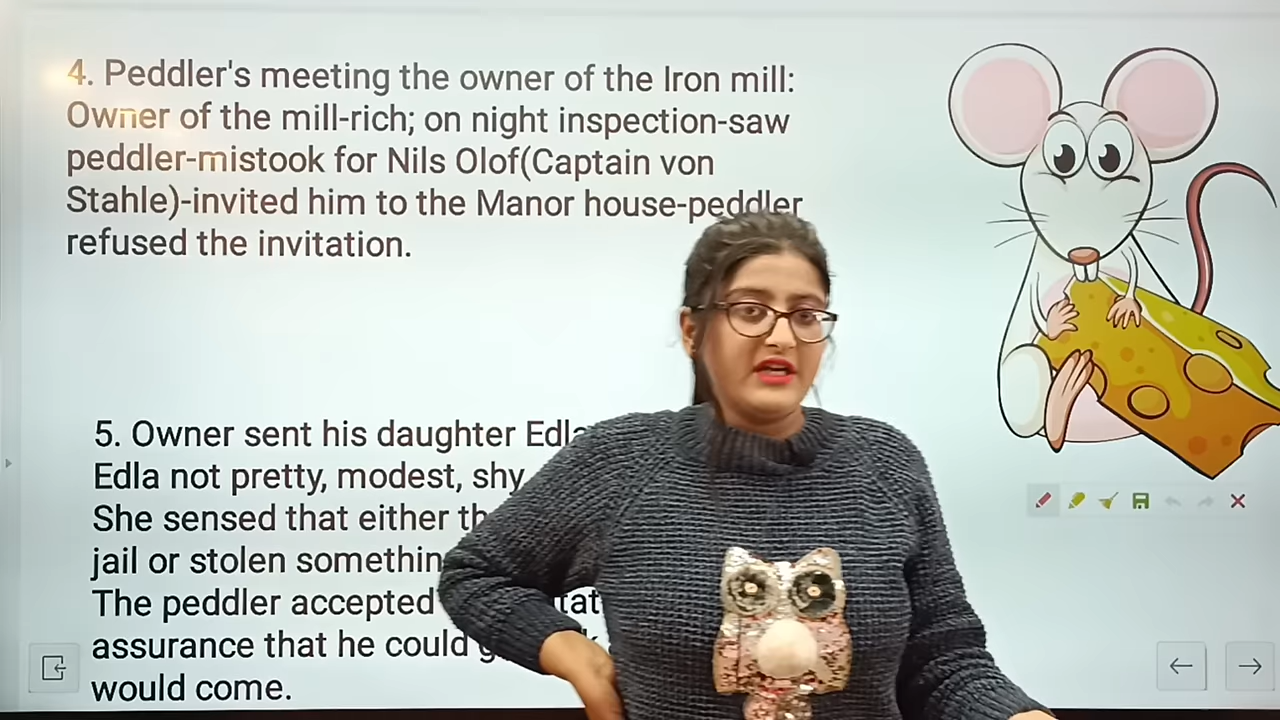 4. Peddler's meeting the owner of the Iron mill:
Owner of the mill-rich; on night inspection-saw
peddler-mistook for Nils Olof(Captain von
Stahle)-invited him to the Manor house-peddler
refused the invitation.
5. Owner sent his daughter Edla
Edla not pretty, modest, shy
She sensed that either
jail or stolen
The peddler accepted
assurance that he could
would come.